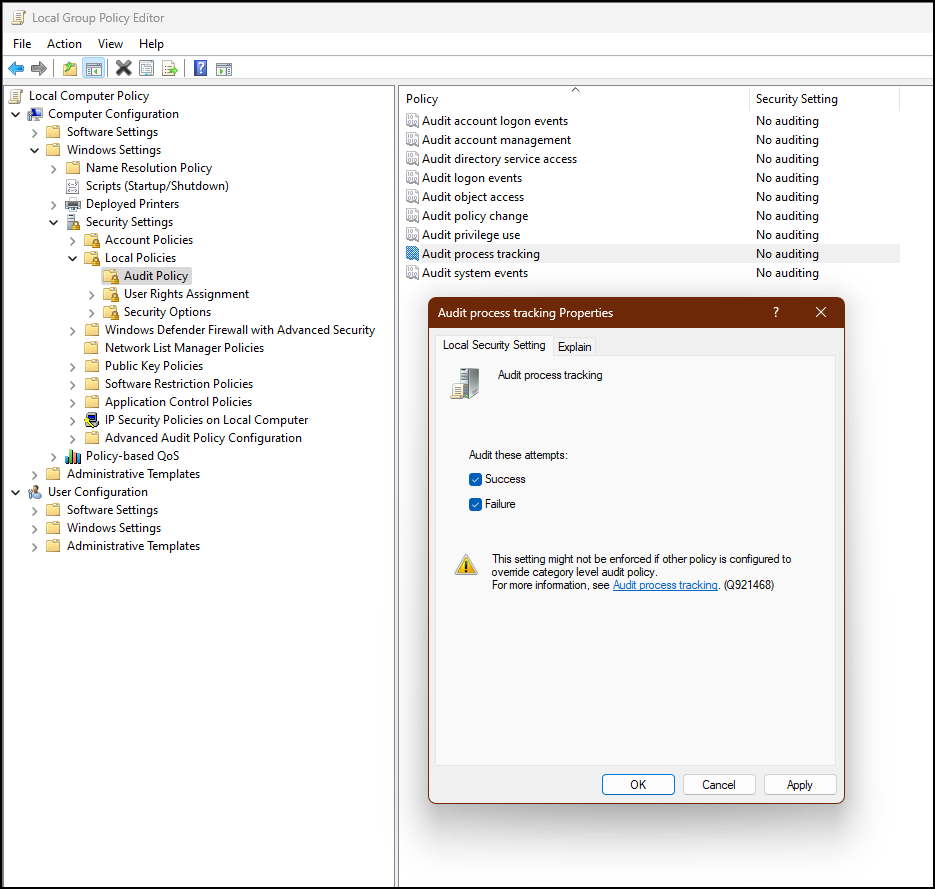 Local Group Policy Editor
File Action View Help
Local Computer Policy
Computer Configuration
Software Settings
Windows Settings
Name Resolution Policy
Scripts (Startup/Shutdown)
Deployed Printers
Security Settings
Account Policies
Local Policies
Audit Policy
User Rights Assignment
Security Options
Windows Defender Firewall with Advanced Security
Network List Manager Policies
Public Key Policies
Software Restriction Policies
Application Control Policies
IP Security Policies on Local Computer
Advanced Audit Policy Configuration
Policy-based QoS
Administrative Templates
User Configuration
Software Settings
Windows Settings
Administrative Templates
Policy Security Setting
Audit account logon events No auditing
Audit account management No auditing
Audit directory service access No auditing
Audit logon events No auditing
Audit object access No auditing
Audit policy change No auditing
Audit privilege use No auditing
Audit process tracking No auditing
Audit system events No auditing
Audit process tracking Properties ?
Local Security Setting Explain
Audit process tracking
Audit these attempts:
Success
Failure
This setting might not be enforced if other policy is configured to
override category level audit policy.
For more information, see Audit process tracking. (Q921468)
OK Cancel Apply